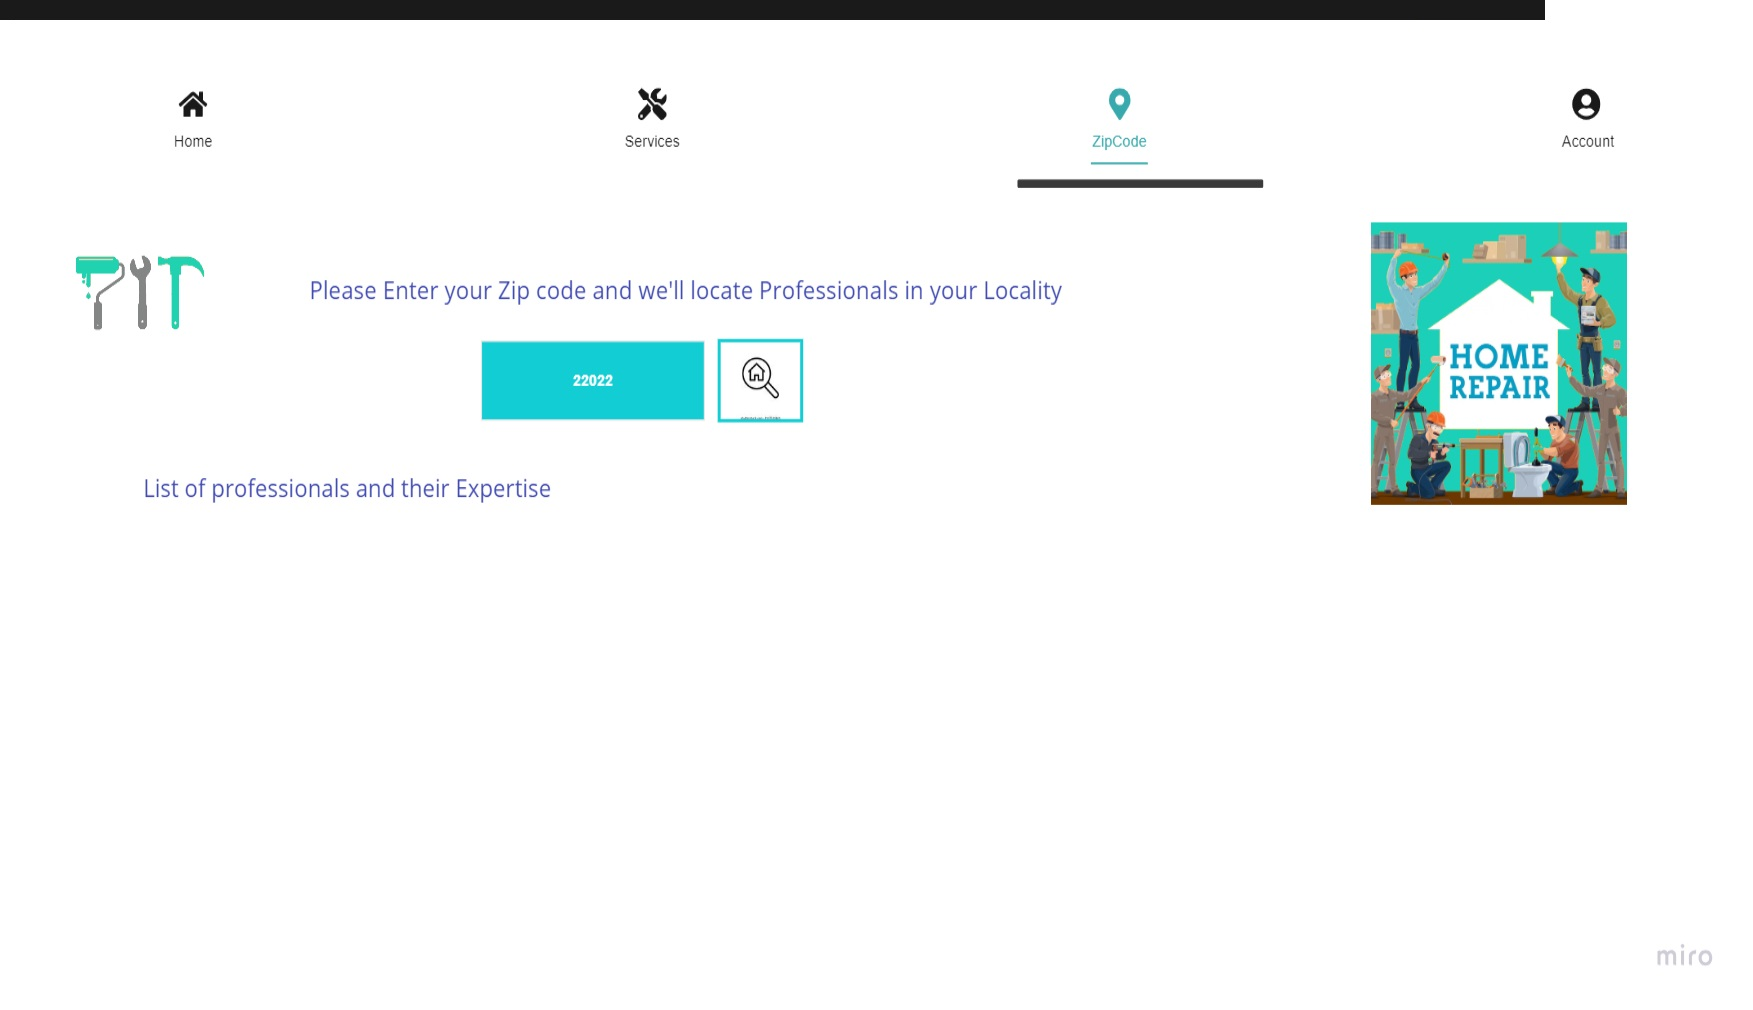 Home
Services
ZipCode
Account
Please Enter your Zip code and we'll locate Professionals in your Locality
22022
HOME
REPAIR
List of professionals and their Expertise
miro